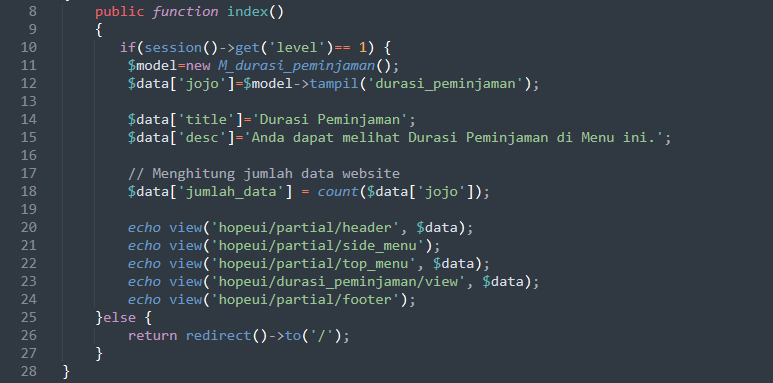 8 public function index()
9 {
10 if(session()->get('level')== 1) {
11 $model=new M_durasi_peminjaman();
12 $data['jojo']=$model->tampil('durasi_peminjaman');
13
14 $data['title']='Durasi Peminjaman';
15 $data['desc']='Anda dapat melihat Durasi Peminjaman di Menu ini.';
16
17 // Menghitung jumlah data website
18 $data['jumlah_data'] = count($data['jojo']);
19
20 echo view('hopeui/partial/header', $data);
21 echo view('hopeui/partial/side_menu');
22 echo view('hopeui/partial/top_menu', $data);
23 echo view('hopeui/durasi_peminjaman/view', $data);
24 echo view('hopeui/partial/footer');
25 }else {
26 return redirect()->to('/');
27 }
28 }